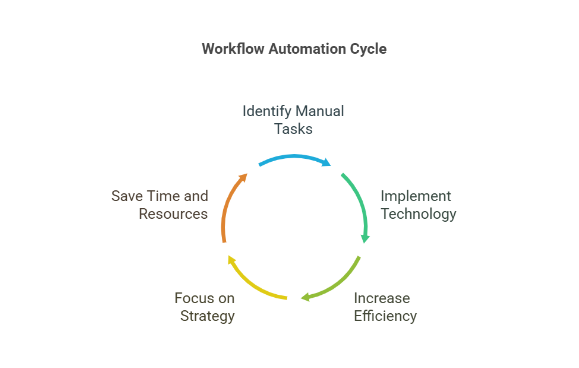 Workflow Automation Cycle
Identify Manual
Tasks
Implement
Technology
Increase
Efficiency
Focus on
Strategy
Save Time and
Resources